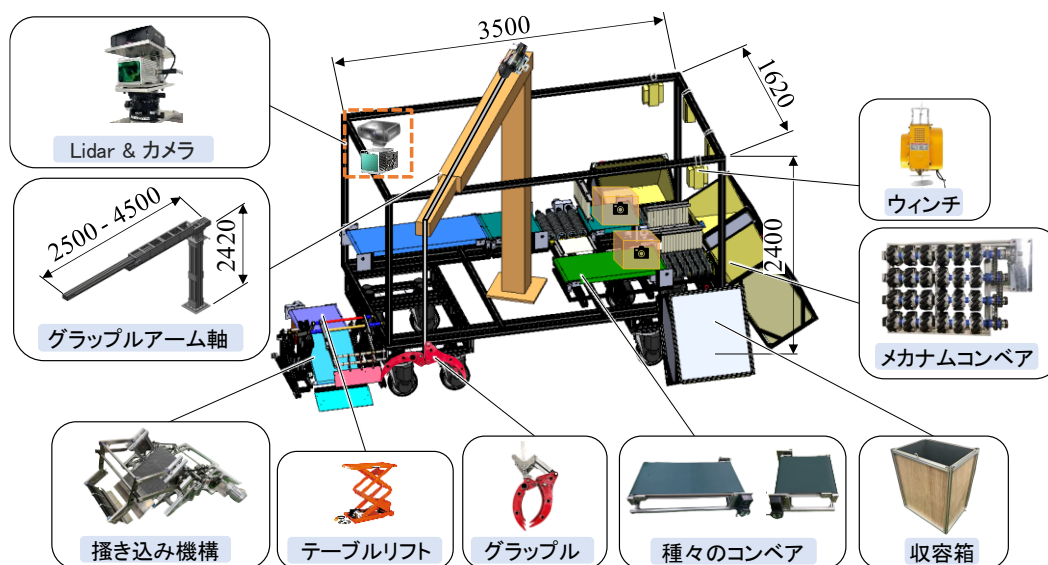 3500
1620
2400
Lidar & カメラ
2500 - 4500
2420
グラップルアーム軸
ウィンチ
メカナムコンベア
掻き込み機構
テーブルリフト
グラップル
種々のコンベア
収容箱